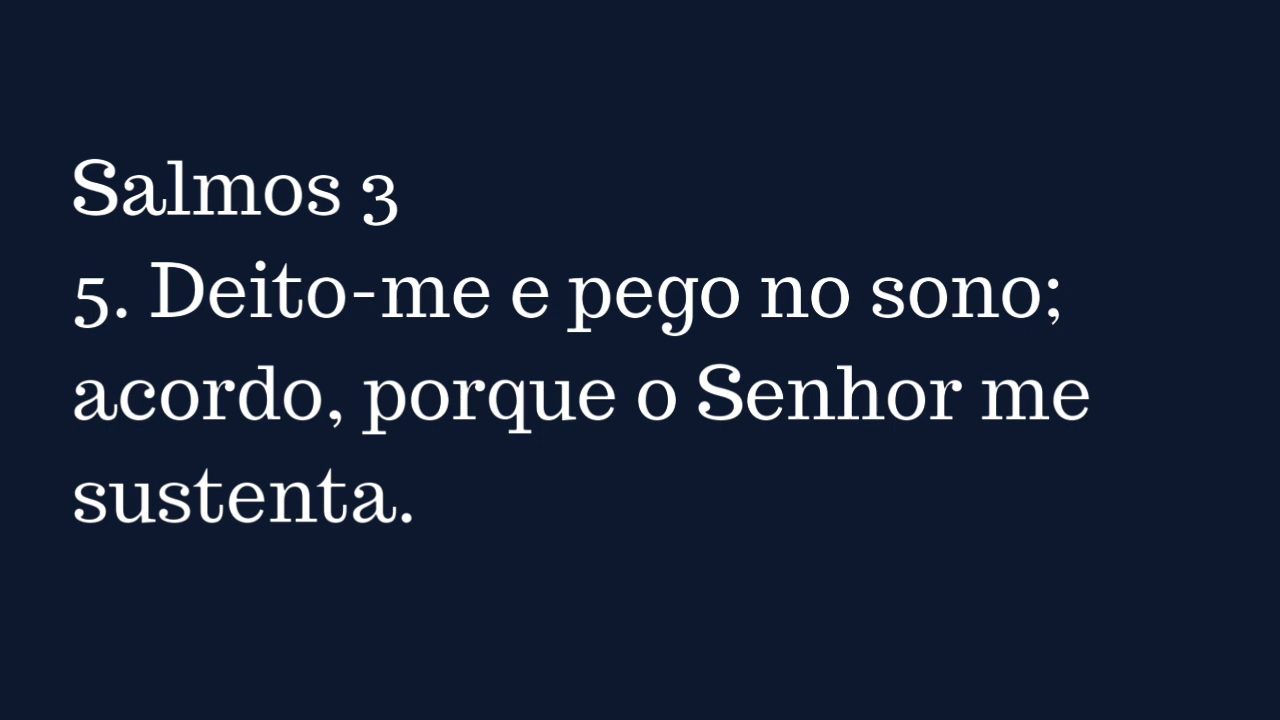 Salmos 3
5. Deito-me e pego no sono;
acordo, porque o Senhor me
sustenta.